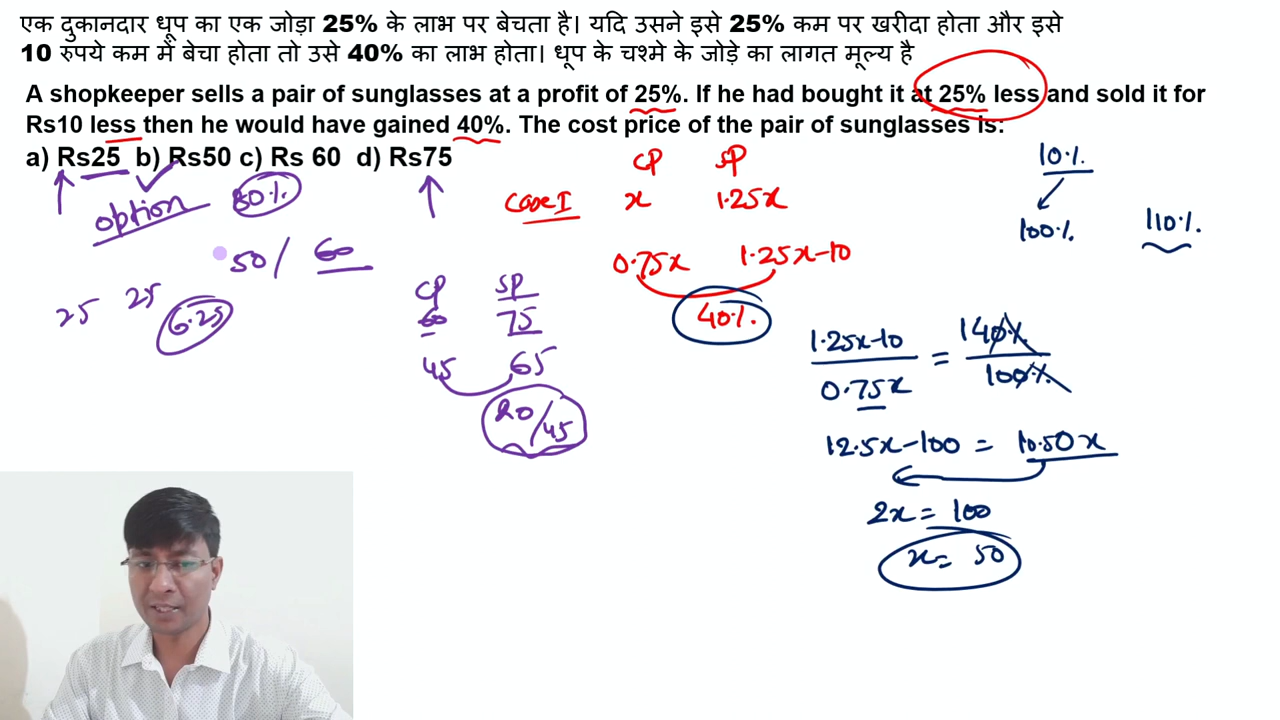 एक दुकानदार धूप का एक जोड़ा 25% के लाभ पर बेचता है। यदि उसने इसे 25% कम पर खरीदा होता और इसे
10 रुपये कम में बेचा होता तो उसे 40% का लाभ होता। धूप के चश्मे के जोड़े का लागत मूल्य है
A shopkeeper sells a pair of sunglasses at a profit of 25%. If he had bought it at 25% less and sold it for
Rs10 less then he would have gained 40%. The cost price of the pair of sunglasses is:
a) Rs25 b) Rs50 c) Rs 60 d) Rs75
CP SP
Case I x 1.25x
0.75x 1.25x-10
40%
10%
100% 110%
option
50/ 60
25 25 6.25
CP SP
60 75
45 65
20/45
1.25x-10 / 0.75x = 140% / 100%
12.5x-100 = 10.50x
2x = 100
x = 50